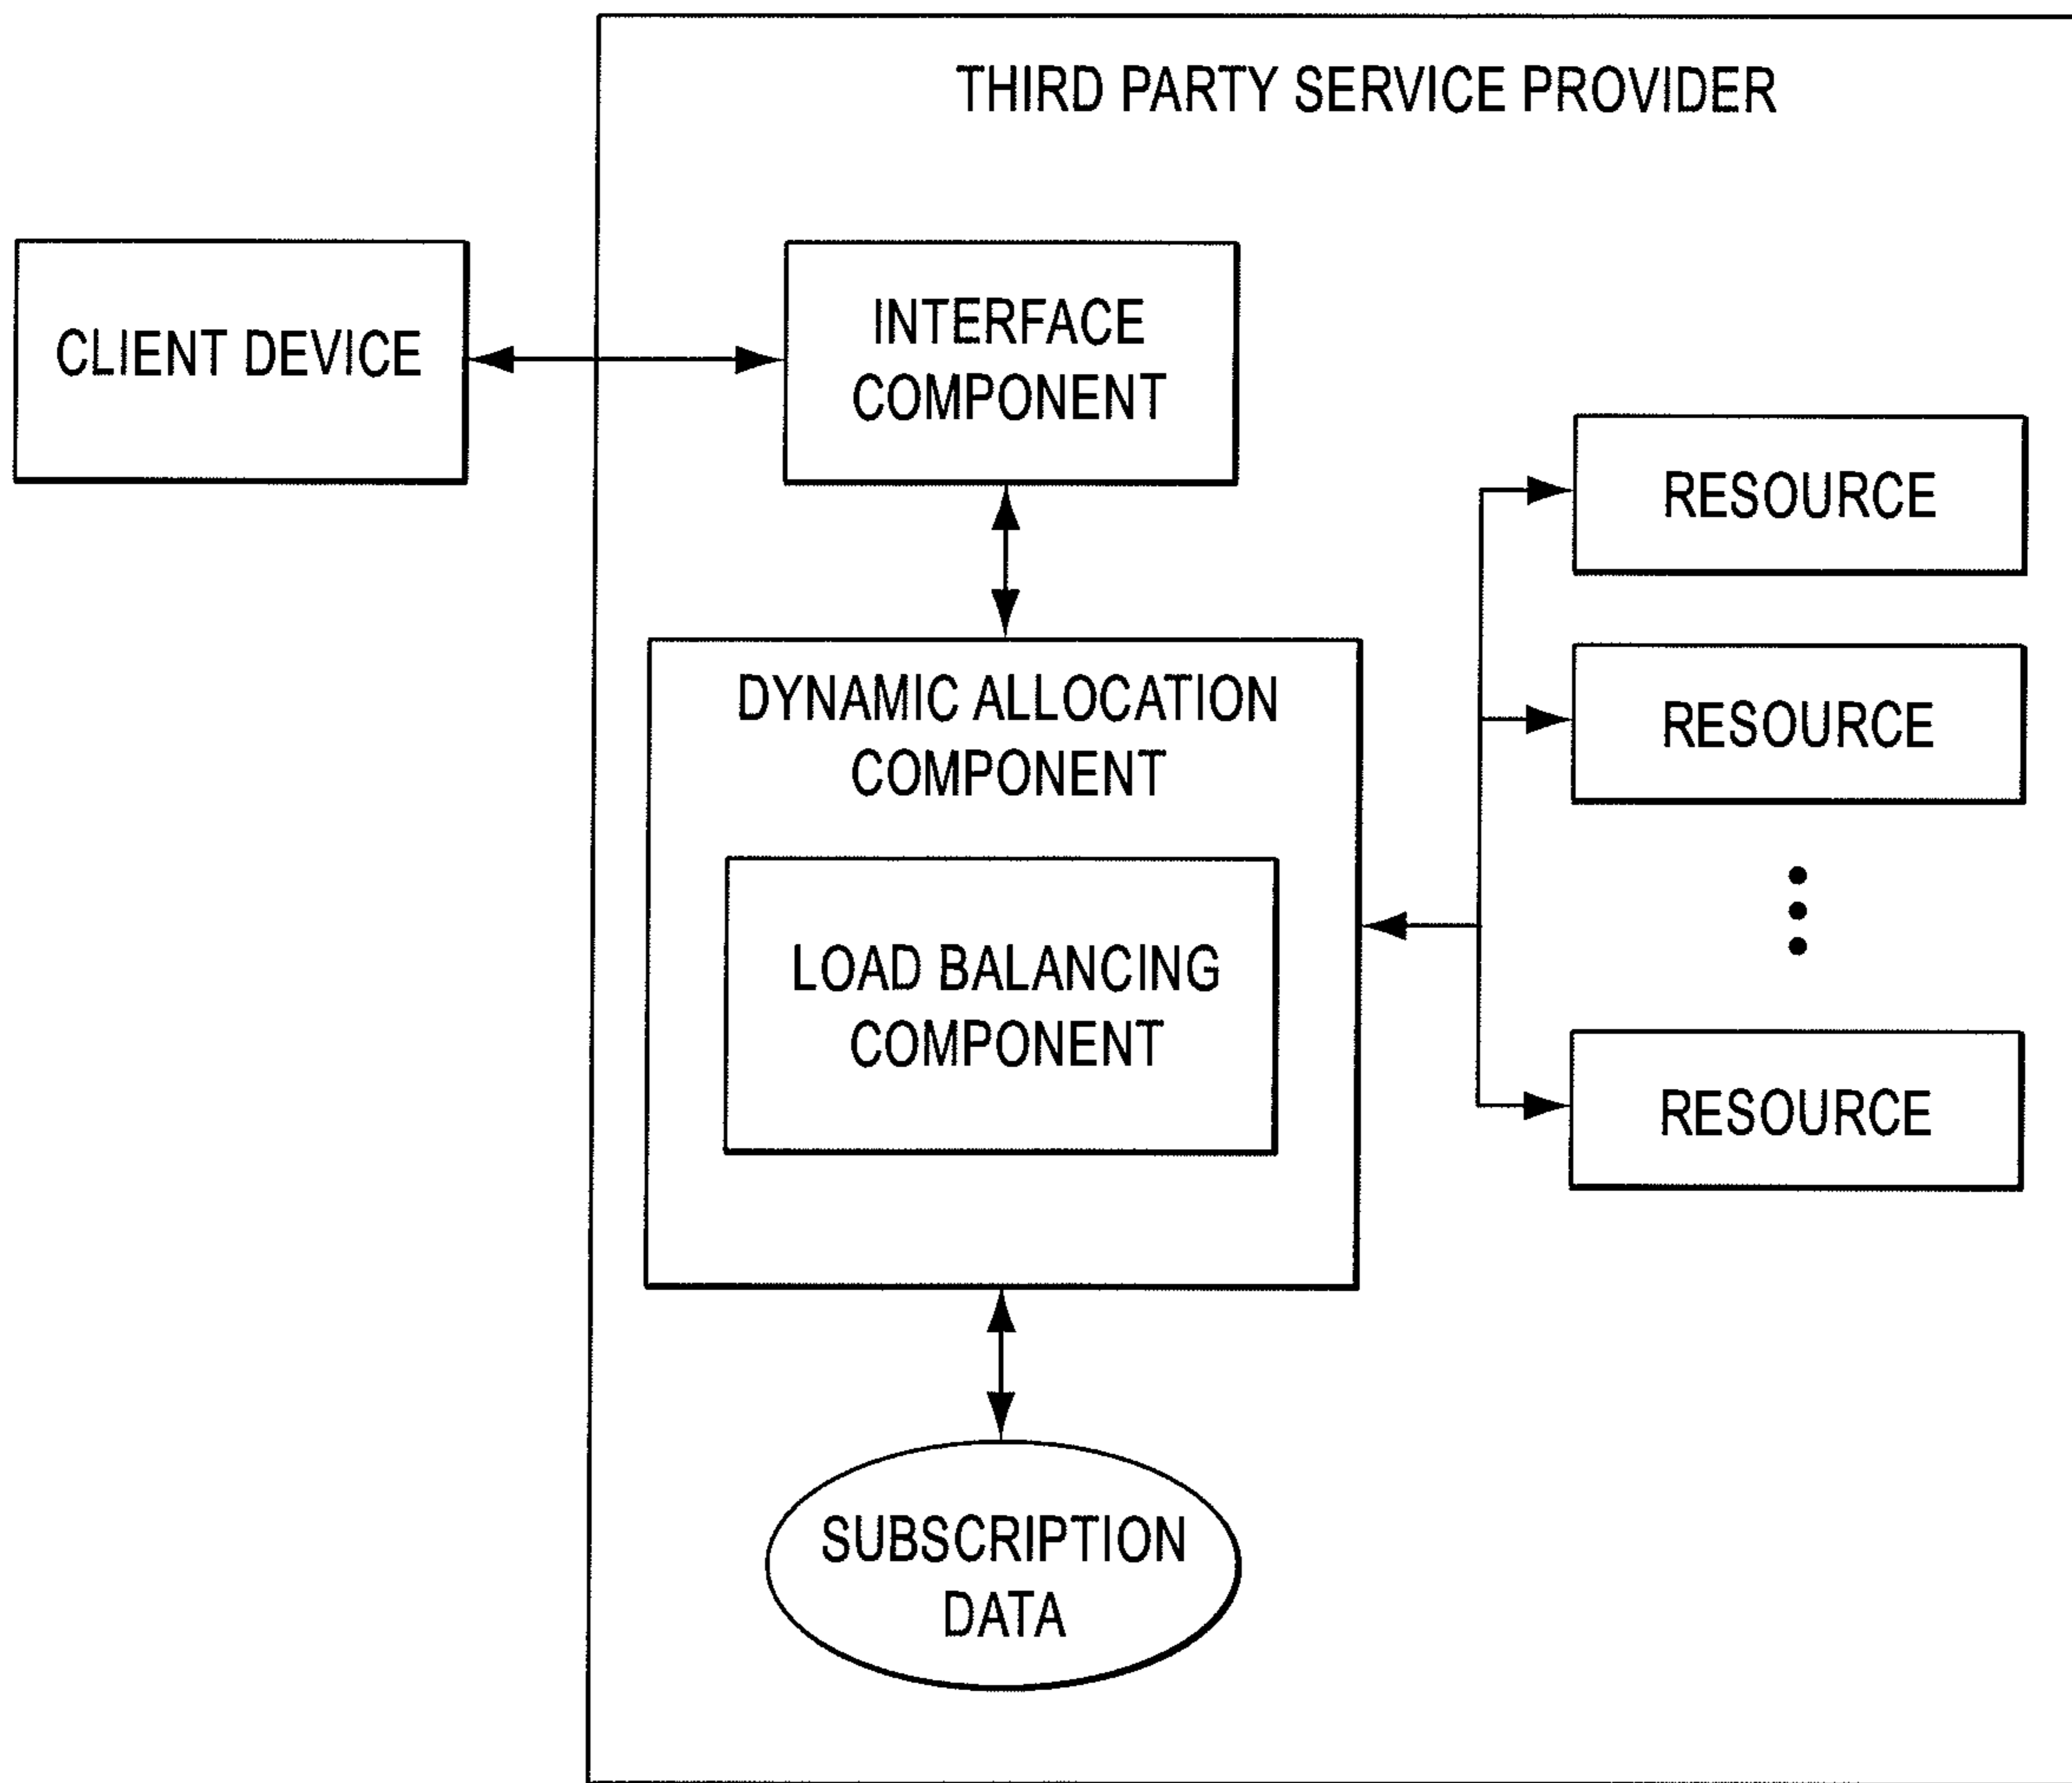 THIRD PARTY SERVICE PROVIDER
CLIENT DEVICE
INTERFACE
COMPONENT
RESOURCE
DYNAMIC ALLOCATION
COMPONENT
RESOURCE
LOAD BALANCING
COMPONENT
RESOURCE
SUBSCRIPTION
DATA